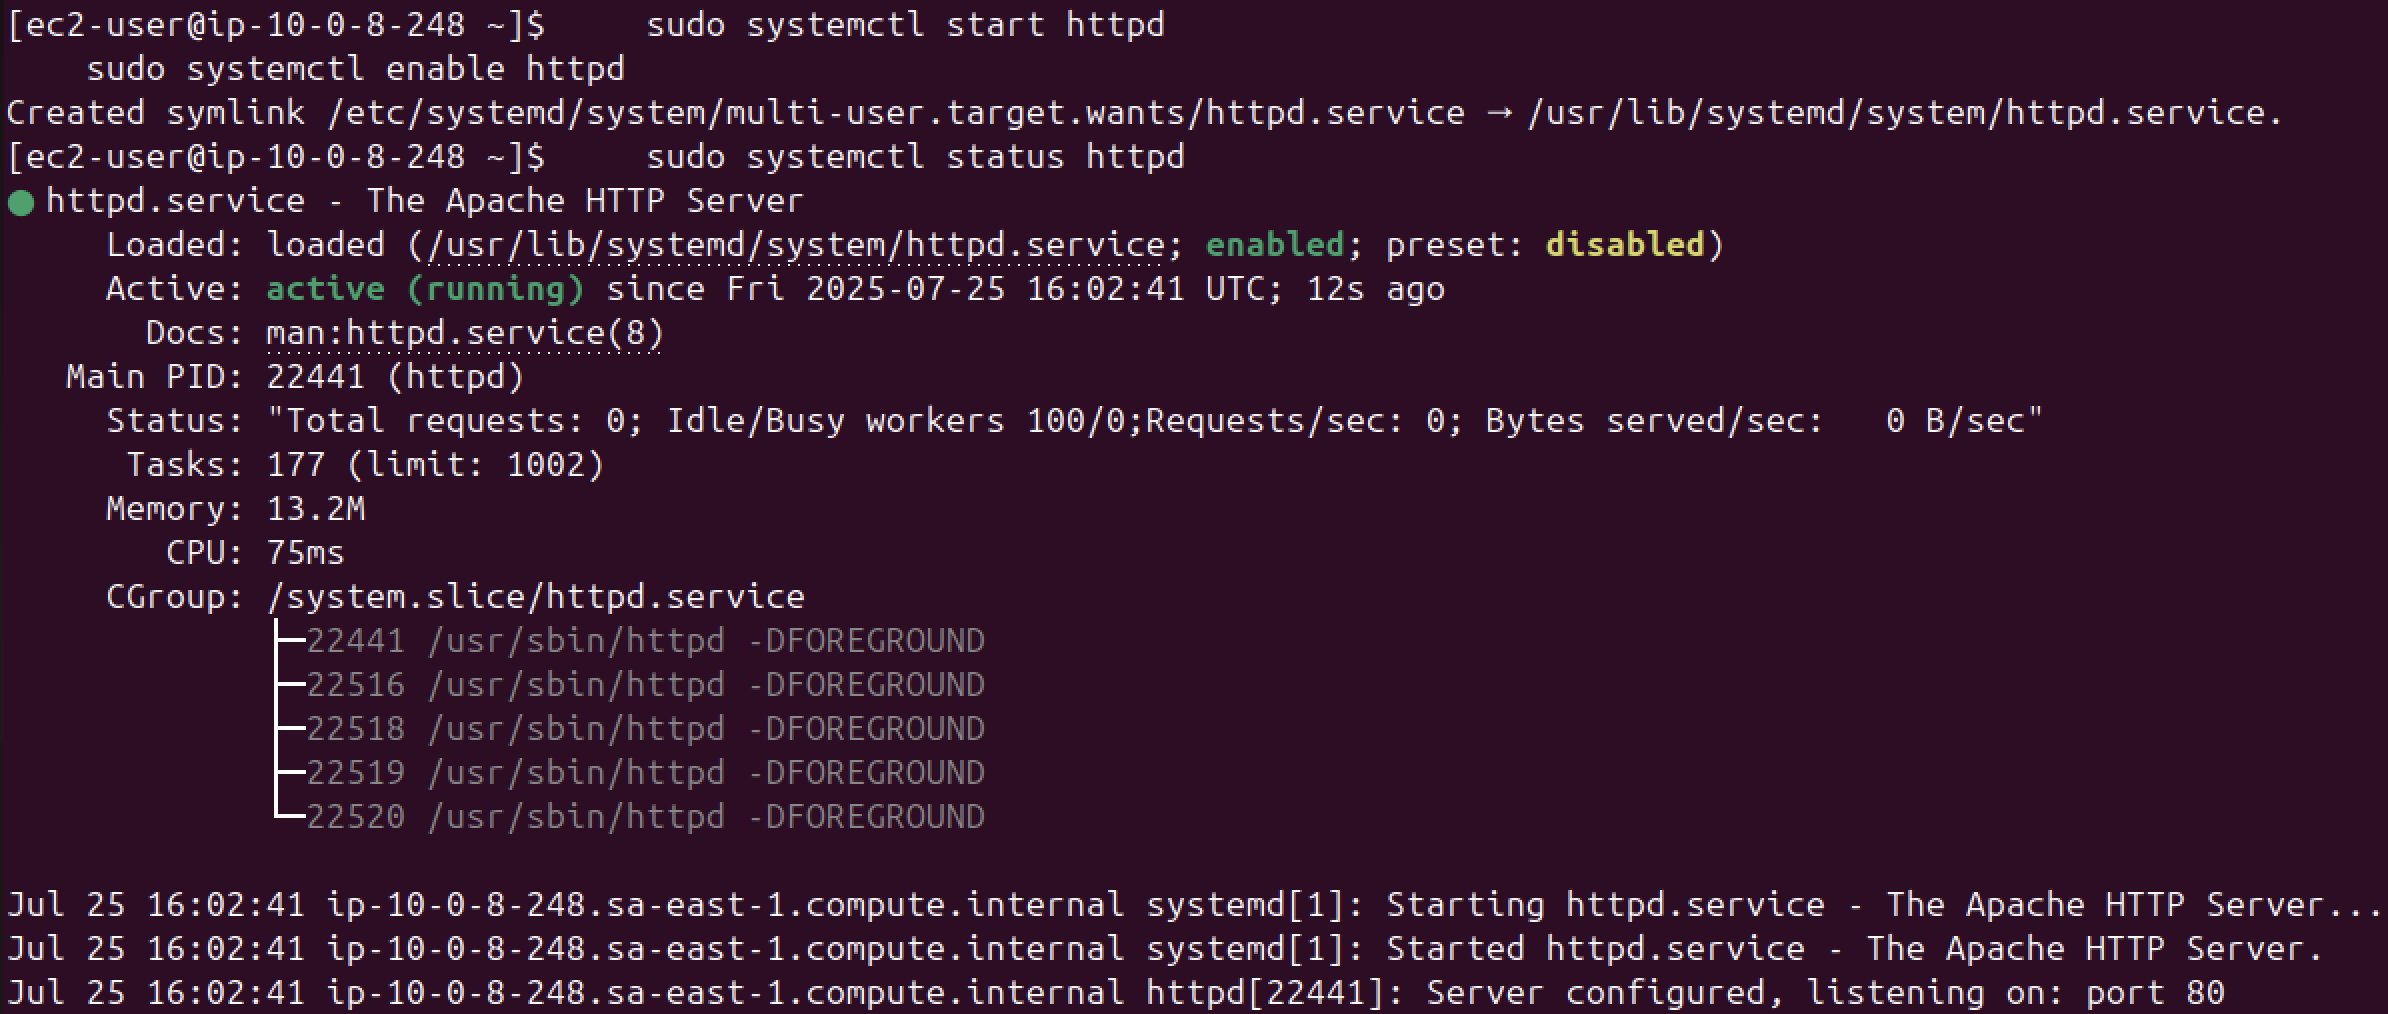 [ec2-user@ip-10-0-8-248 ~]$     sudo systemctl start httpd
    sudo systemctl enable httpd
Created symlink /etc/systemd/system/multi-user.target.wants/httpd.service → /usr/lib/systemd/system/httpd.service.
[ec2-user@ip-10-0-8-248 ~]$     sudo systemctl status httpd
● httpd.service - The Apache HTTP Server
     Loaded: loaded (/usr/lib/systemd/system/httpd.service; enabled; preset: disabled)
     Active: active (running) since Fri 2025-07-25 16:02:41 UTC; 12s ago
       Docs: man:httpd.service(8)
   Main PID: 22441 (httpd)
     Status: "Total requests: 0; Idle/Busy workers 100/0;Requests/sec: 0; Bytes served/sec:   0 B/sec"
      Tasks: 177 (limit: 1002)
     Memory: 13.2M
        CPU: 75ms
     CGroup: /system.slice/httpd.service
             ├─22441 /usr/sbin/httpd -DFOREGROUND
             ├─22516 /usr/sbin/httpd -DFOREGROUND
             ├─22518 /usr/sbin/httpd -DFOREGROUND
             ├─22519 /usr/sbin/httpd -DFOREGROUND
             └─22520 /usr/sbin/httpd -DFOREGROUND

Jul 25 16:02:41 ip-10-0-8-248.sa-east-1.compute.internal systemd[1]: Starting httpd.service - The Apache HTTP Server...
Jul 25 16:02:41 ip-10-0-8-248.sa-east-1.compute.internal systemd[1]: Started httpd.service - The Apache HTTP Server.
Jul 25 16:02:41 ip-10-0-8-248.sa-east-1.compute.internal httpd[22441]: Server configured, listening on: port 80